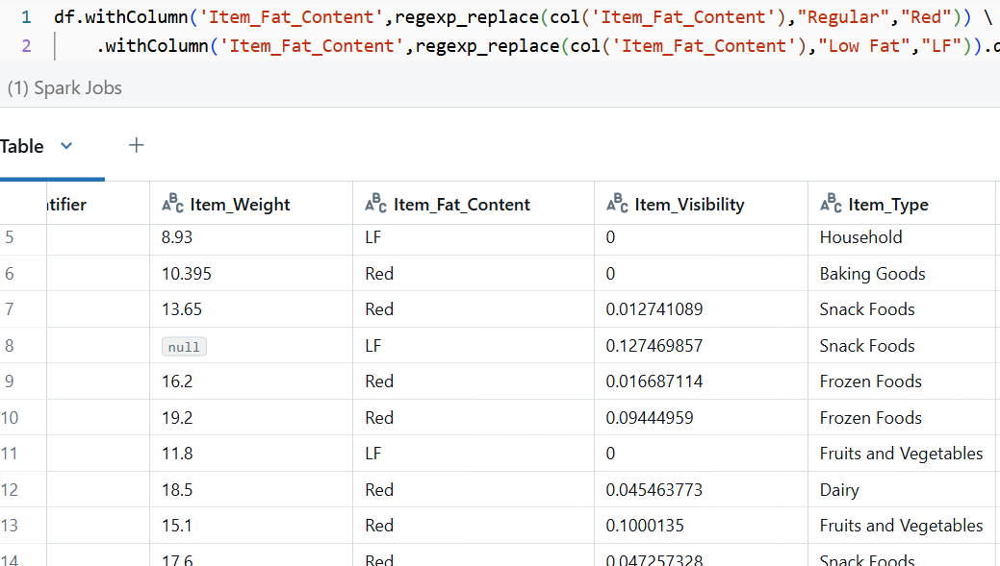 1 df.withColumn('Item_Fat_Content',regexp_replace(col('Item_Fat_Content'),"Regular","Red")) \
2 .withColumn('Item_Fat_Content',regexp_replace(col('Item_Fat_Content'),"Low Fat","LF")).d
(1) Spark Jobs
Table +
tifier ABC Item_Weight ABC Item_Fat_Content ABC Item_Visibility ABC Item_Type
5 8.93 LF 0 Household
6 10.395 Red 0 Baking Goods
7 13.65 Red 0.012741089 Snack Foods
8 null LF 0.127469857 Snack Foods
9 16.2 Red 0.016687114 Frozen Foods
10 19.2 Red 0.09444959 Frozen Foods
11 11.8 LF 0 Fruits and Vegetables
12 18.5 Red 0.045463773 Dairy
13 15.1 Red 0.1000135 Fruits and Vegetables
14 17.6 Red 0.047257328 Snack Foods